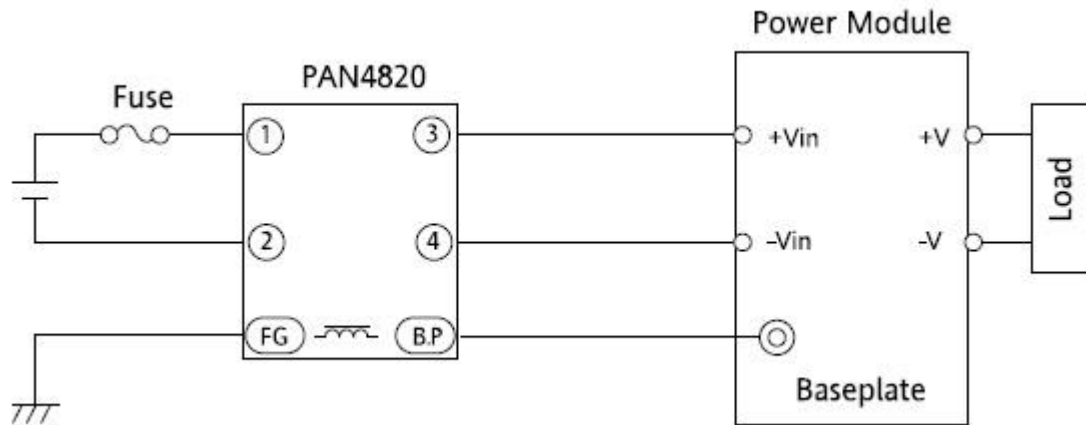 Power Module
PAN4820
Fuse
1
3
+Vin
+V
Load
2
4
-Vin
-V
FG
B.P
Baseplate